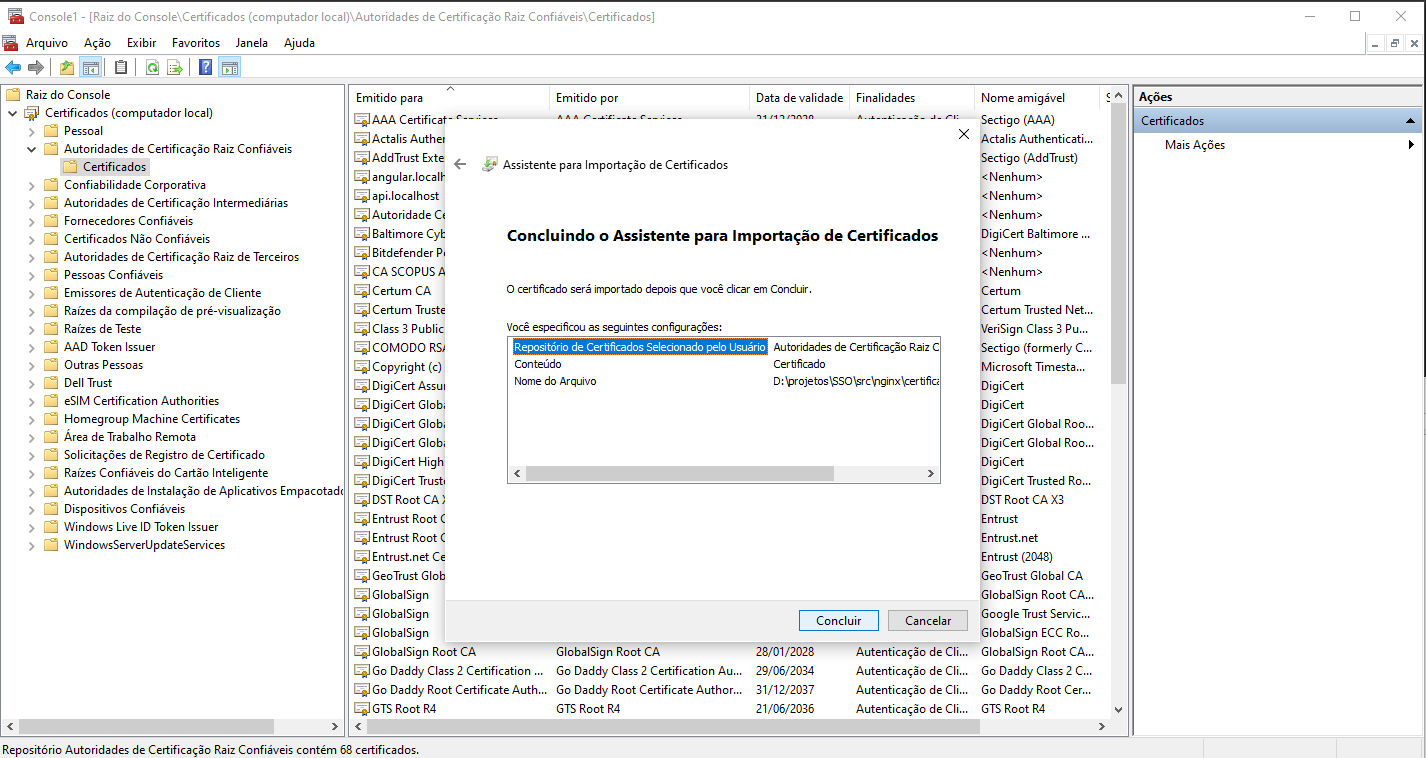 Console1 - [Raiz do Console\Certificados (computador local)\Autoridades de Certificação Raiz Confiáveis\Certificados]
Arquivo Ação Exibir Favoritos Janela Ajuda
Raiz do Console
Certificados (computador local)
Pessoal
Autoridades de Certificação Raiz Confiáveis
Certificados
Confiabilidade Corporativa
Autoridades de Certificação Intermediárias
Fornecedores Confiáveis
Certificados Não Confiáveis
Autoridades de Certificação Raiz de Terceiros
Pessoas Confiáveis
Emissores de Autenticação de Cliente
Raízes da compilação de pré-visualização
Raízes de Teste
AAD Token Issuer
Outras Pessoas
Dell Trust
eSIM Certification Authorities
Homegroup Machine Certificates
Área de Trabalho Remota
Solicitações de Registro de Certificado
Raízes Confiáveis do Cartão Inteligente
Autoridades de Instalação de Aplicativos Empacotado
Dispositivos Confiáveis
Windows Live ID Token Issuer
WindowsServerUpdateServices
Emitido para Emitido por Data de validade Finalidades Nome amigável S
AAA Certificate Services AAA Certificate Services 31/12/2028 Autenticação de Cli... Sectigo (AAA)
Actalis Authen Actalis Authenticati...
AddTrust Exte Sectigo (AddTrust)
angular.localh <Nenhum>
api.localhost <Nenhum>
Autoridade Ce <Nenhum>
Baltimore Cyb DigiCert Baltimore ...
Bitdefender Pe <Nenhum>
CA SCOPUS A <Nenhum>
Certum CA Certum
Certum Truste Certum Trusted Net...
Class 3 Public VeriSign Class 3 Pu...
COMODO RSA Sectigo (formerly C...
Copyright (c) Microsoft Timesta...
DigiCert Assur DigiCert
DigiCert Globa DigiCert
DigiCert Globa DigiCert Global Roo...
DigiCert Globa DigiCert Global Roo...
DigiCert High DigiCert
DigiCert Truste DigiCert Trusted Ro...
DST Root CA X DST Root CA X3
Entrust Root C Entrust
Entrust Root C Entrust.net
Entrust.net Ce Entrust (2048)
GeoTrust Glob GeoTrust Global CA
GlobalSign GlobalSign Root CA...
GlobalSign Google Trust Servic...
GlobalSign GlobalSign ECC Ro...
GlobalSign Root CA GlobalSign Root CA 28/01/2028 Autenticação de Cli... GlobalSign Root CA...
Go Daddy Class 2 Certification ... Go Daddy Class 2 Certification Au... 29/06/2034 Autenticação de Cli... Go Daddy Class 2 C...
Go Daddy Root Certificate Auth... Go Daddy Root Certificate Author... 31/12/2037 Autenticação de Cli... Go Daddy Root Cer...
GTS Root R4 GTS Root R4 21/06/2036 Autenticação de Cli... GTS Root R4
Assistente para Importação de Certificados
Concluindo o Assistente para Importação de Certificados
O certificado será importado depois que você clicar em Concluir.
Você especificou as seguintes configurações:
Repositório de Certificados Selecionado pelo Usuário Autoridades de Certificação Raiz C
Conteúdo Certificado
Nome do Arquivo D:\projetos\SSO\src\nginx\certifica
Concluir Cancelar
Ações
Certificados
Mais Ações
Repositório Autoridades de Certificação Raiz Confiáveis contém 68 certificados.